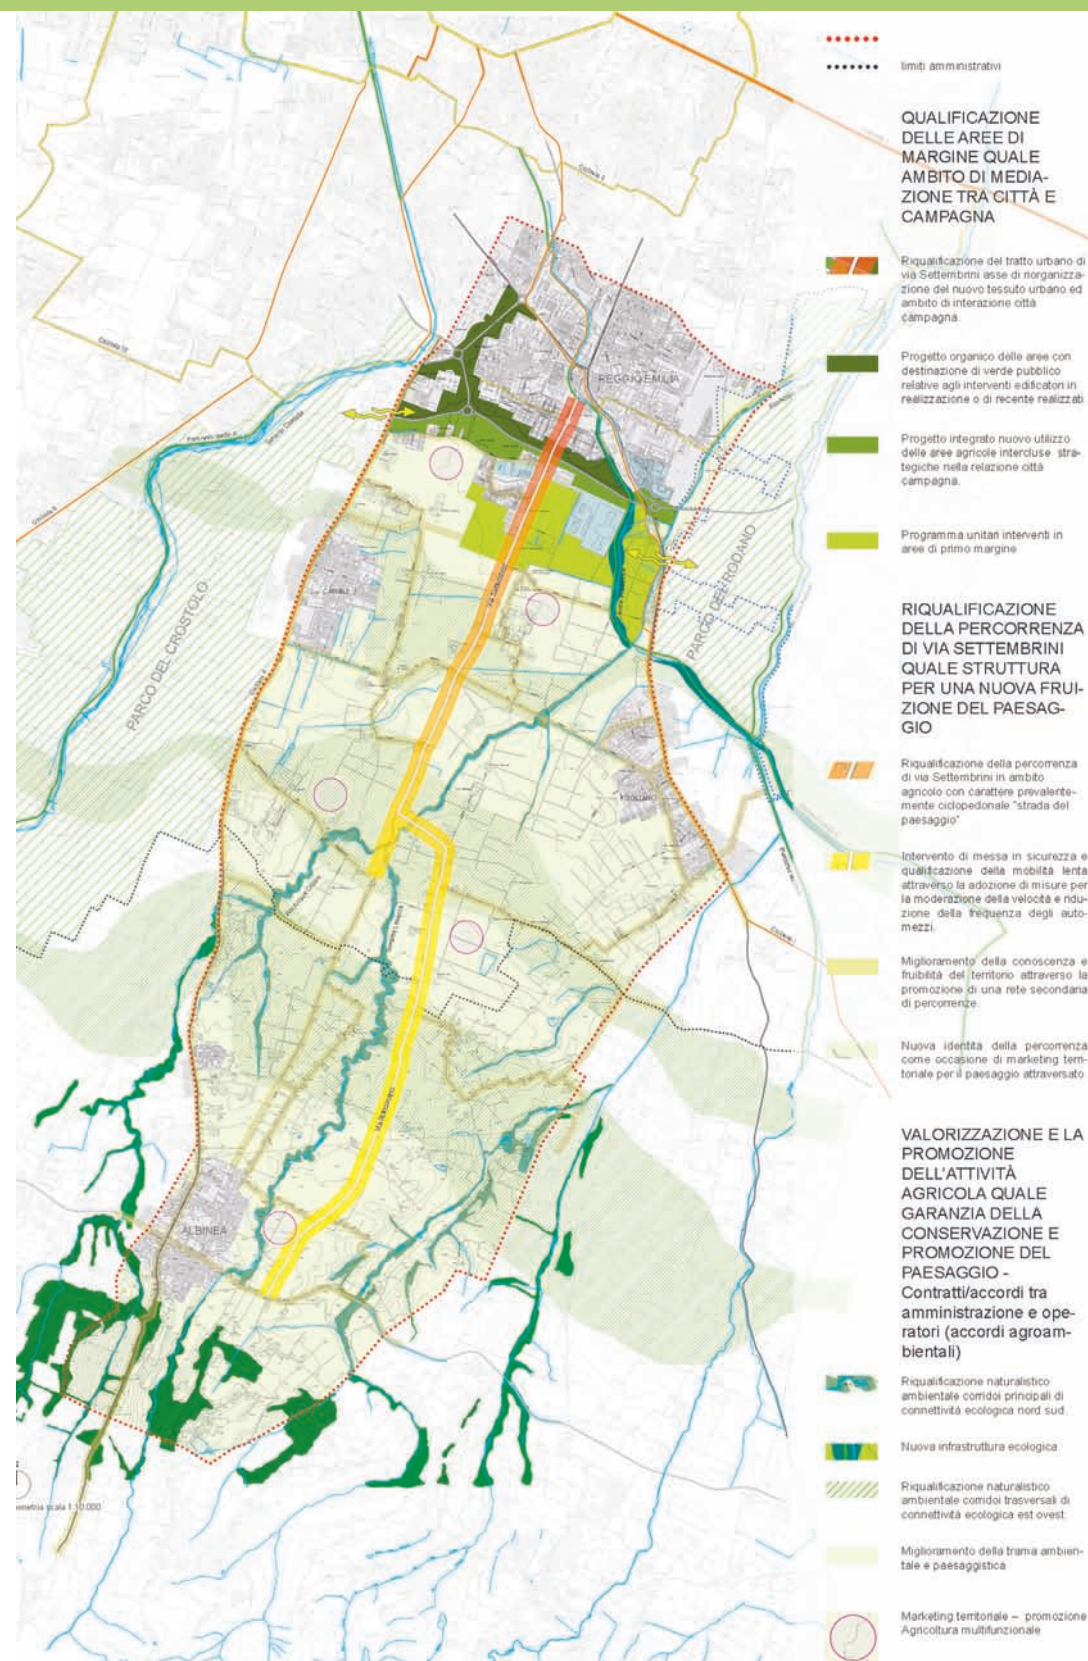 limiti amministrativi
QUALIFICAZIONE
DELLE AREE DI
MARGINE QUALE
AMBITO DI MEDIA-
ZIONE TRA CITTÀ E
CAMPAGNA
Riqualificazione del tratto urbano di
via Settembrini asse di riorganizza-
zione del nuovo tessuto urbano ed
ambito di interazione città
campagna.
Progetto organico delle aree con
destinazione di verde pubblico
relative agli interventi edificatori in
realizzazione o di recente realizzati
Progetto integrato nuovo utilizzo
delle aree agricole intercluse stra-
tegiche nella relazione città
campagna.
Programma unitari interventi in
aree di primo margine
RIQUALIFICAZIONE
DELLA PERCORRENZA
DI VIA SETTEMBRINI
QUALE STRUTTURA
PER UNA NUOVA FRUI-
ZIONE DEL PAESAG-
GIO
Riqualificazione della percorrenza
di via Settembrini in ambito
agricolo con carattere prevalente-
mente ciclopedonale "strada del
paesaggio"
Intervento di messa in sicurezza e
qualificazione della mobilità lenta
attraverso la adozione di misure per
la moderazione della velocità e ridu-
zione della frequenza degli auto-
mezzi.
Miglioramento della conoscenza e
fruibilità del territorio attraverso la
promozione di una rete secondaria
di percorrenze.
Nuova identità della percorrenza
come occasione di marketing terri-
toriale per il paesaggio attraversato
VALORIZZAZIONE E LA
PROMOZIONE
DELL'ATTIVITÀ
AGRICOLA QUALE
GARANZIA DELLA
CONSERVAZIONE E
PROMOZIONE DEL
PAESAGGIO -
Contratti/accordi tra
amministrazione e ope-
ratori (accordi agroam-
bientali)
Riqualificazione naturalistico
ambientale corridoi principali di
connettività ecologica nord sud.
Nuova infrastruttura ecologica
Riqualificazione naturalistico
ambientale corridoi trasversali di
connettività ecologica est ovest.
Miglioramento della trama ambien-
tale e paesaggistica
Marketing territoriale – promozione
Agricoltura multifunzionale
REGGIO EMILIA
PARCO DEL CROSTOLO
PARCO DEL RODANO
ALBINEA
scala 1:10.000